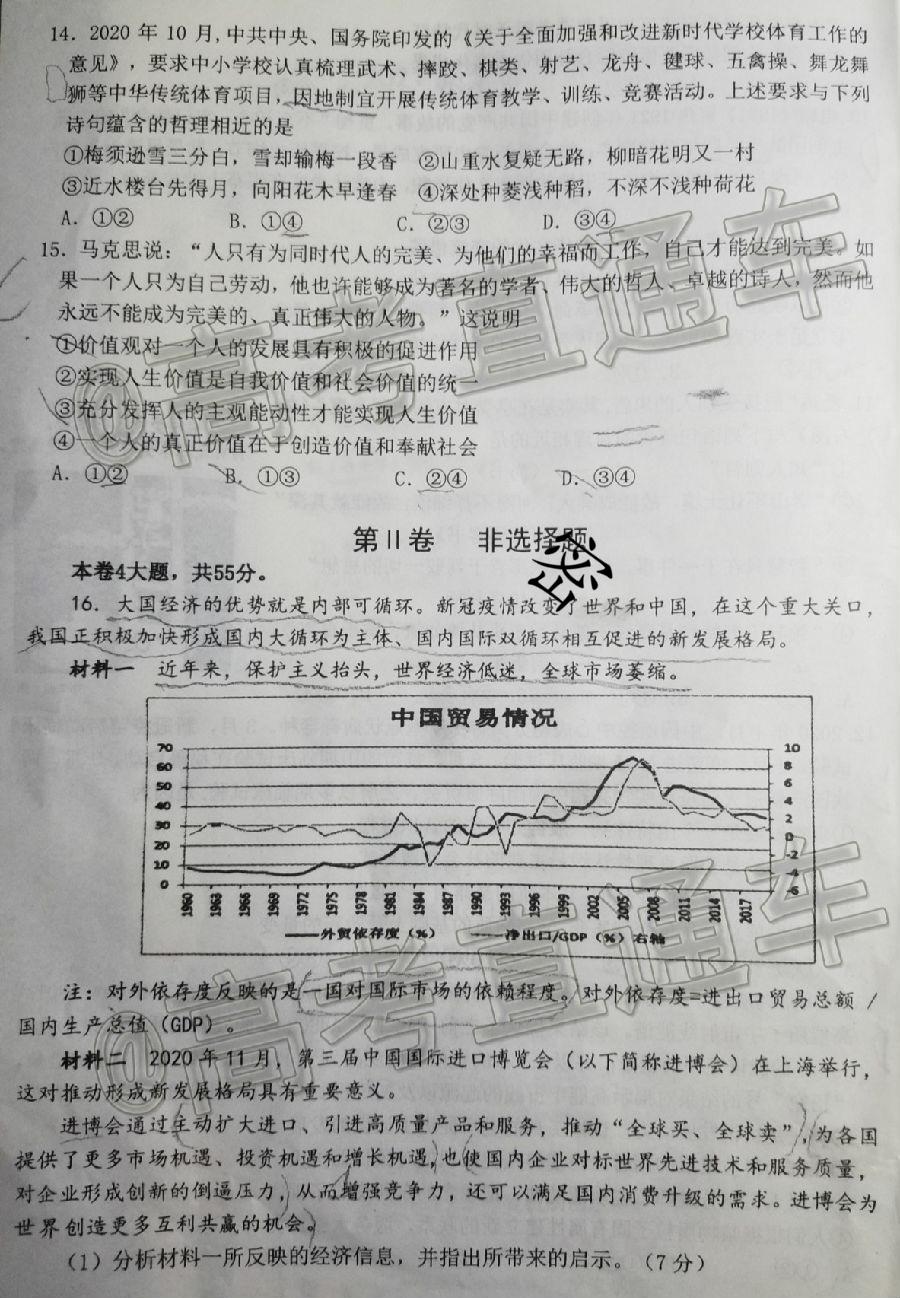 14. 2020 年 10 月,中共中央、国务院印发的《关于全面加强和改进新时代学校体育工作的
意见》，要求中小学校认真梳理武术、摔跤、棋类、射艺、龙舟、毽球、五禽操、舞龙舞
狮等中华传统体育项目，因地制宜开展传统体育教学、训练、竞赛活动。上述要求与下列
诗句蕴含的哲理相近的是
①梅须逊雪三分白，雪却输梅一段香 ②山重水复疑无路，柳暗花明又一村
③近水楼台先得月，向阳花木早逢春 ④深处种菱浅种稻，不深不浅种荷花
A. ①② B. ①④ C. ②③ D. ③④
15. 马克思说：“人只有为同时代人的完美、为他们的幸福而工作，自己才能达到完美。如
果一个人只为自己劳动，他也许能够成为著名的学者、伟大的哲人、卓越的诗人，然而他
永远不能成为完美的、真正伟大的人物。”这说明
①价值观对一个人的发展具有积极的促进作用
②实现人生价值是自我价值和社会价值的统一
③充分发挥人的主观能动性才能实现人生价值
④一个人的真正价值在于创造价值和奉献社会
A. ①② B. ①③ C. ②④ D. ③④
第 II 卷 非选择题
密
本卷4大题，共55分。
16. 大国经济的优势就是内部可循环。新冠疫情改变了世界和中国，在这个重大关口，
我国正积极加快形成国内大循环为主体、国内国际双循环相互促进的新发展格局。
材料一 近年来，保护主义抬头，世界经济低迷，全球市场萎缩。
中国贸易情况
70 60 50 40 30 20 10 0
10 8 6 4 2 0 -2 -4 -6
1960 1963 1966 1969 1972 1975 1978 1981 1984 1987 1990 1993 1996 1999 2002 2005 2008 2011 2014 2017
外贸依存度（%） 净出口/GDP（%）右轴
注：对外依存度反映的是一国对国际市场的依赖程度。对外依存度=进出口贸易总额 /
国内生产总值（GDP）。
材料二 2020 年 11 月，第三届中国国际进口博览会（以下简称进博会）在上海举行，
这对推动形成新发展格局具有重要意义。
进博会通过主动扩大进口、引进高质量产品和服务，推动“全球买、全球卖”，为各国
提供了更多市场机遇、投资机遇和增长机遇，也使国内企业对标世界先进技术和服务质量，
对企业形成创新的倒逼压力，从而增强竞争力，还可以满足国内消费升级的需求。进博会为
世界创造更多互利共赢的机会。
（1）分析材料一所反映的经济信息，并指出所带来的启示。（7 分）
@高考直通车
@高考直通车